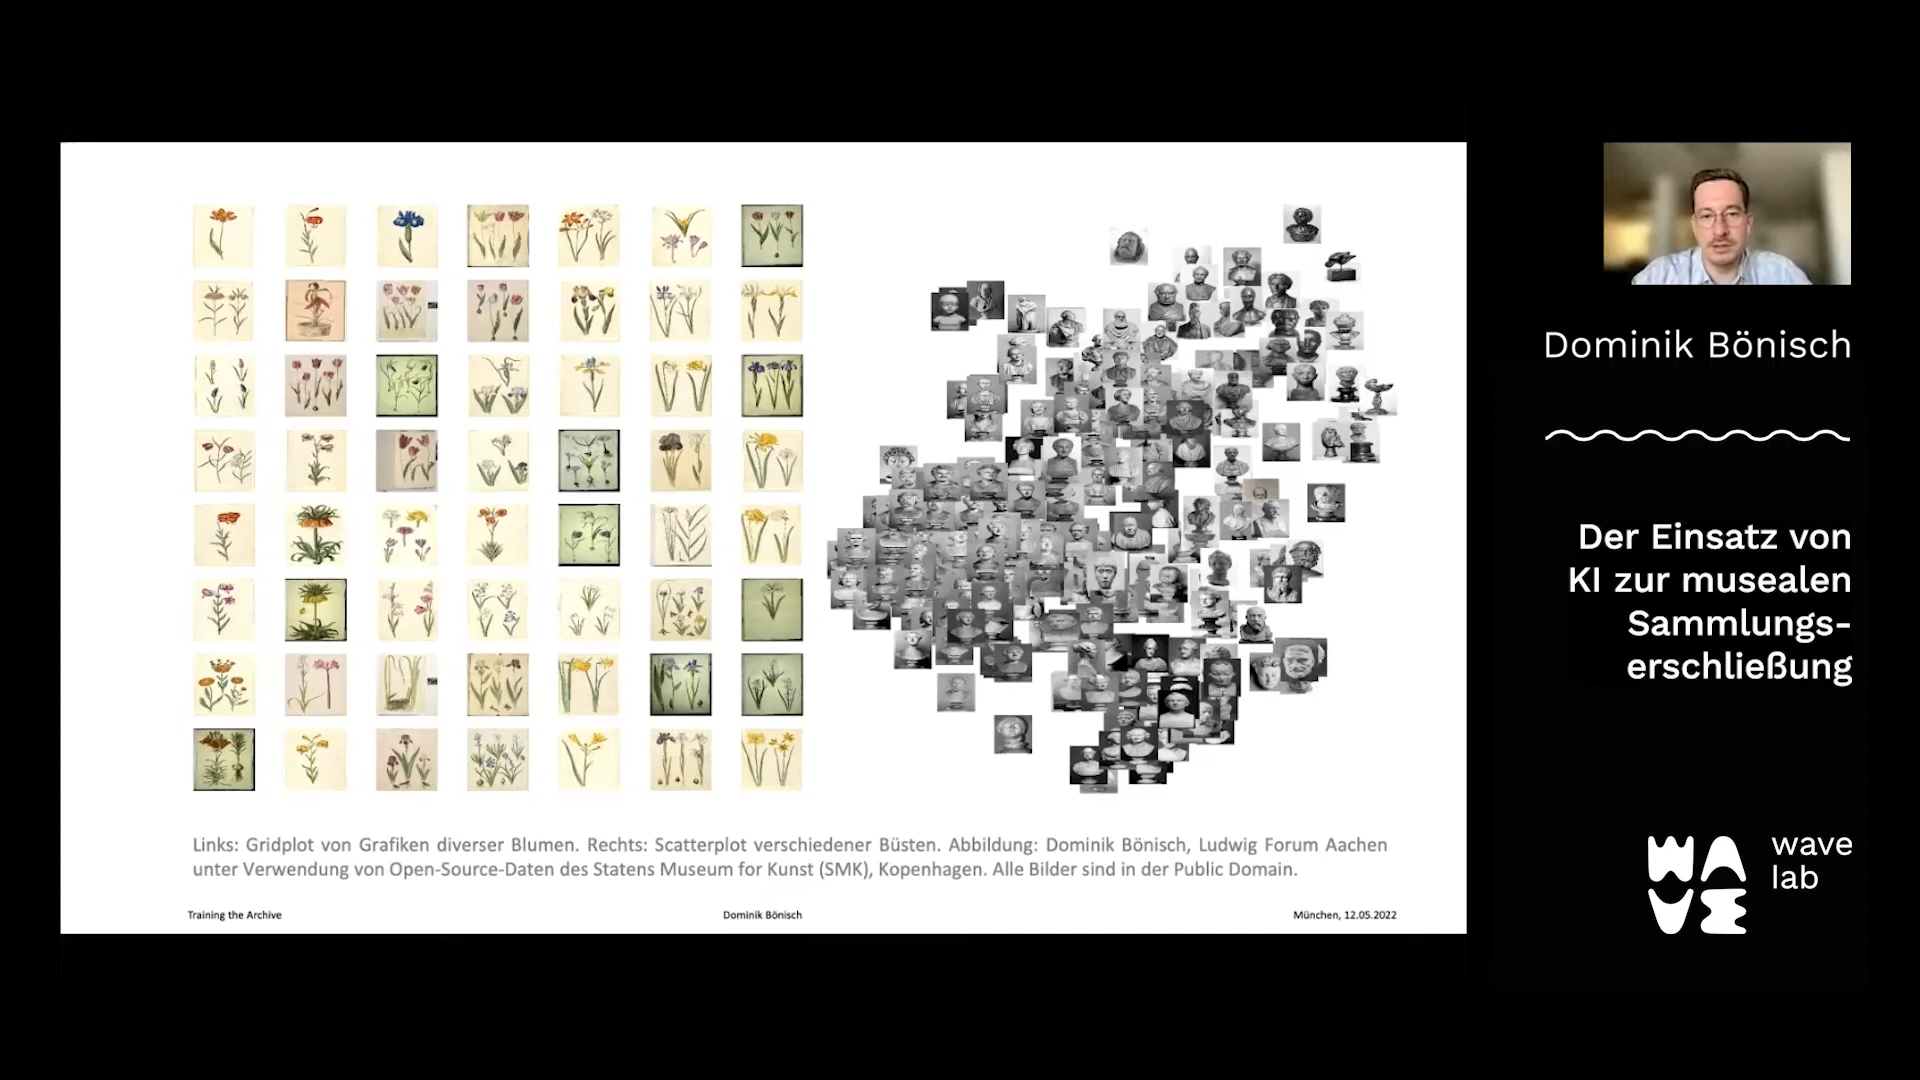 Links: Gridplot von Grafiken diverser Blumen. Rechts: Scatterplot verschiedener Büsten. Abbildung: Dominik Bönisch, Ludwig Forum Aachen
unter Verwendung von Open-Source-Daten des Statens Museum for Kunst (SMK), Kopenhagen. Alle Bilder sind in der Public Domain.
Training the Archive
Dominik Bönisch
München, 12.05.2022
Dominik Bönisch
Der Einsatz von
KI zur musealen
Sammlungs-
erschließung
WAVE
wave
lab